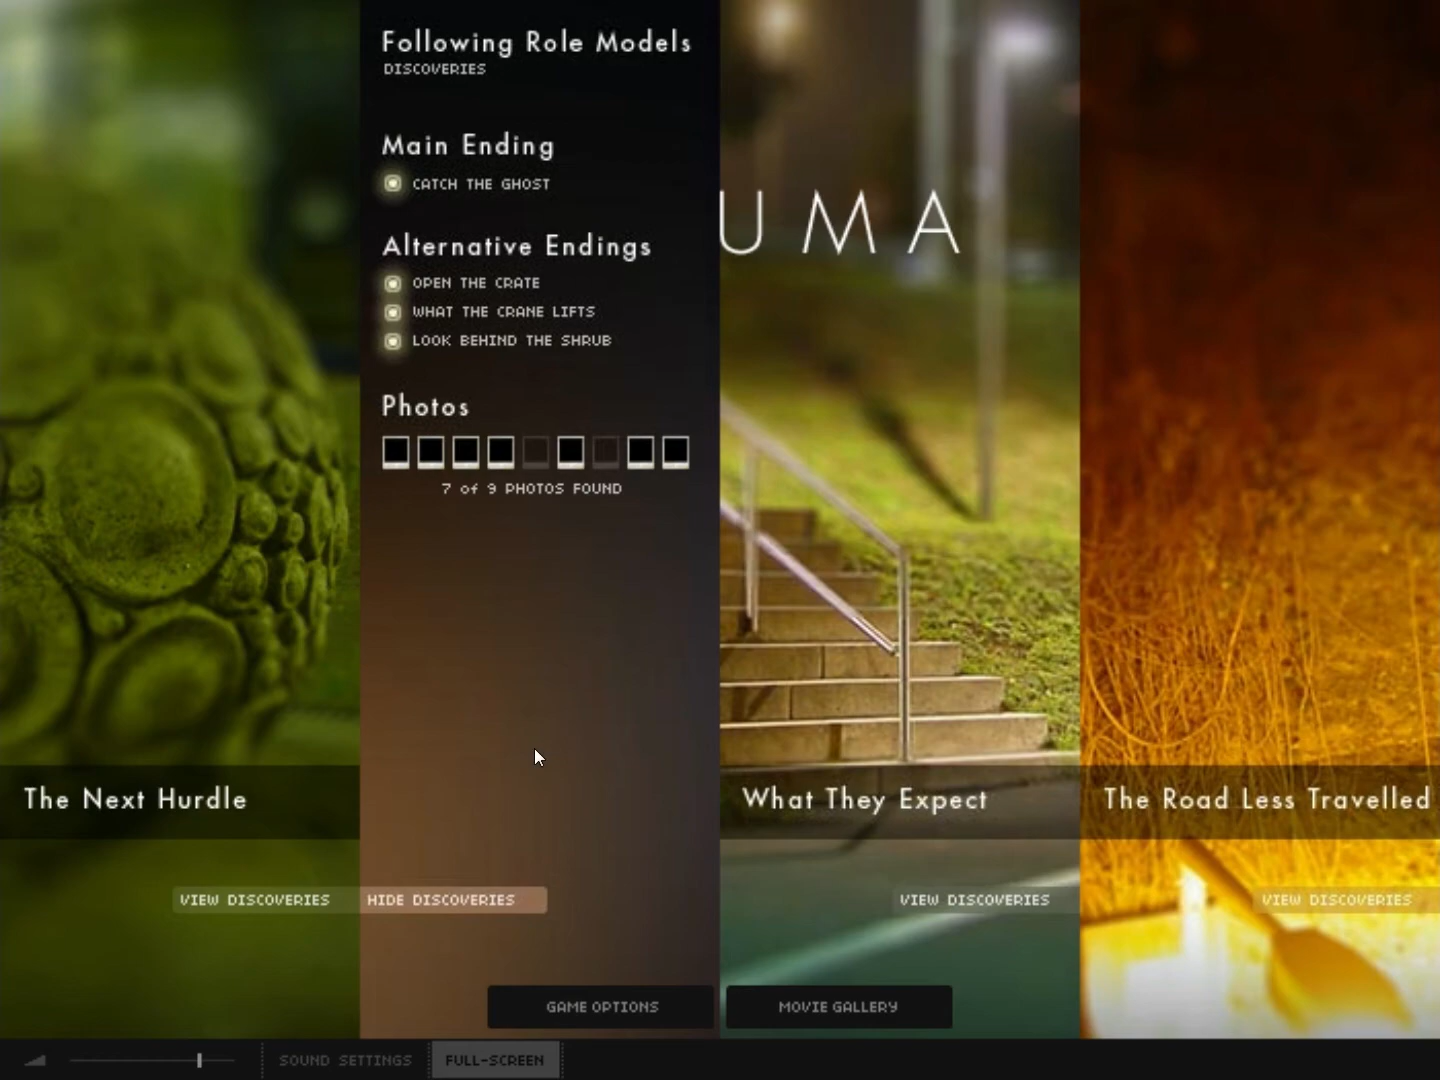 Following Role Models
DISCOVERIES
Main Ending
CATCH THE GHOST
Alternative Endings
OPEN THE CRATE
WHAT THE CRANE LIFTS
LOOK BEHIND THE SHRUB
Photos
7 of 9 PHOTOS FOUND
UMA
The Next Hurdle
What They Expect
The Road Less Travelled
VIEW DISCOVERIES
HIDE DISCOVERIES
VIEW DISCOVERIES
VIEW DISCOVERIES
GAME OPTIONS
MOVIE GALLERY
SOUND SETTINGS
FULL-SCREEN